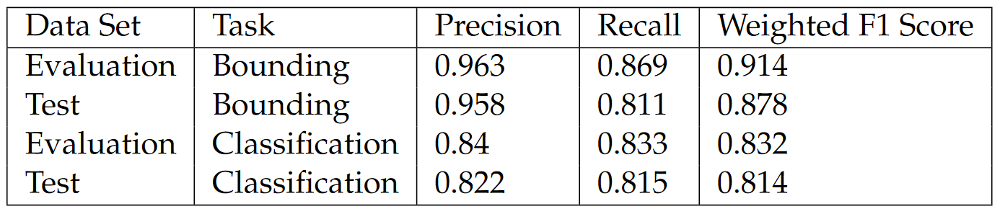 Data Set Task Precision Recall Weighted F1 Score
Evaluation Bounding 0.963 0.869 0.914
Test Bounding 0.958 0.811 0.878
Evaluation Classification 0.84 0.833 0.832
Test Classification 0.822 0.815 0.814